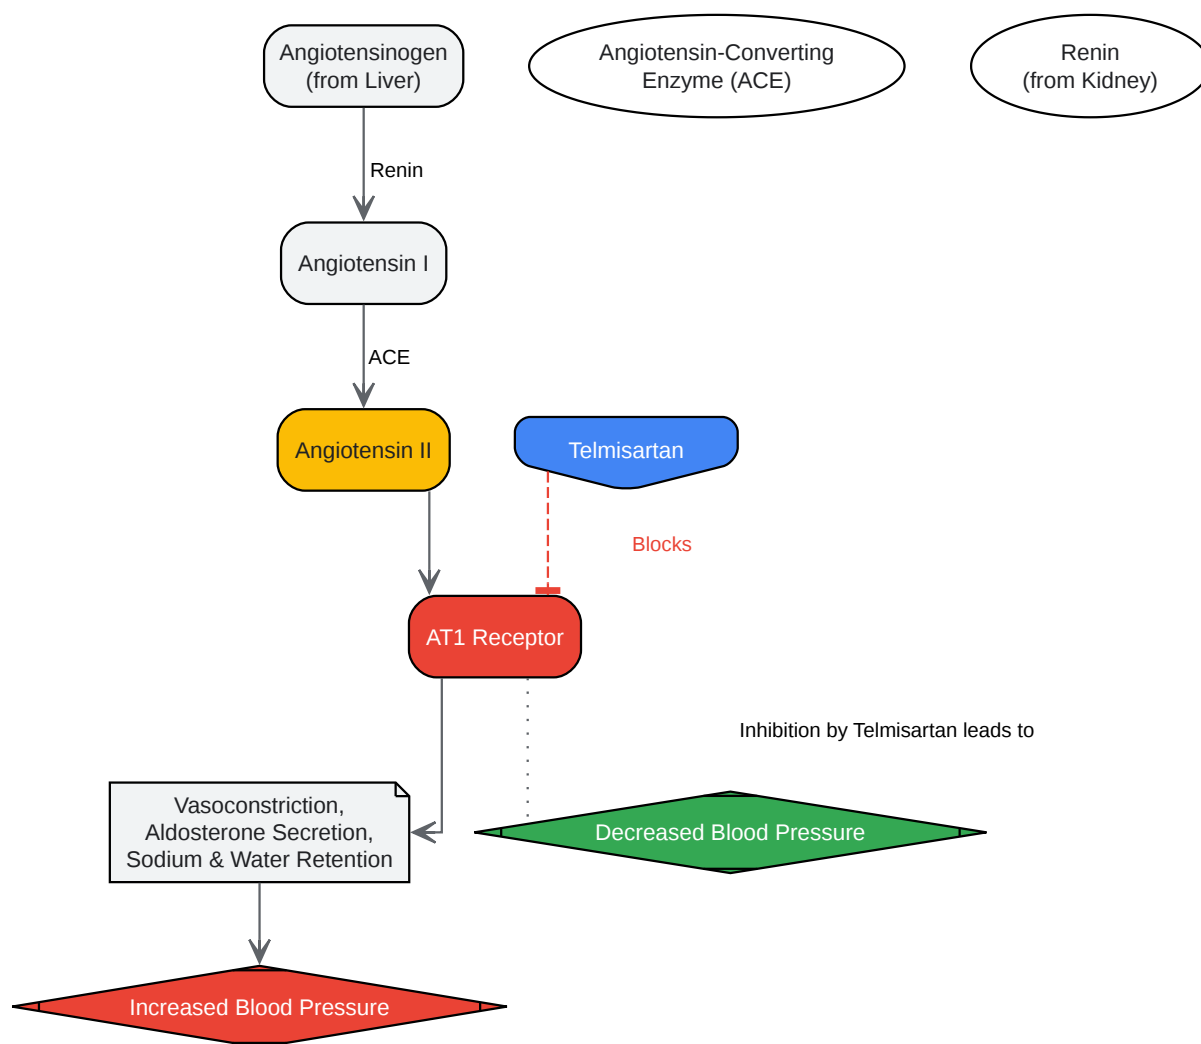 Angiotensinogen
(from Liver)
Angiotensin-Converting
Enzyme (ACE)
Renin
(from Kidney)
Renin
Angiotensin I
ACE
Angiotensin II
Telmisartan
Blocks
AT1 Receptor
Inhibition by Telmisartan leads to
Vasoconstriction,
Aldosterone Secretion,
Sodium & Water Retention
Decreased Blood Pressure
Increased Blood Pressure